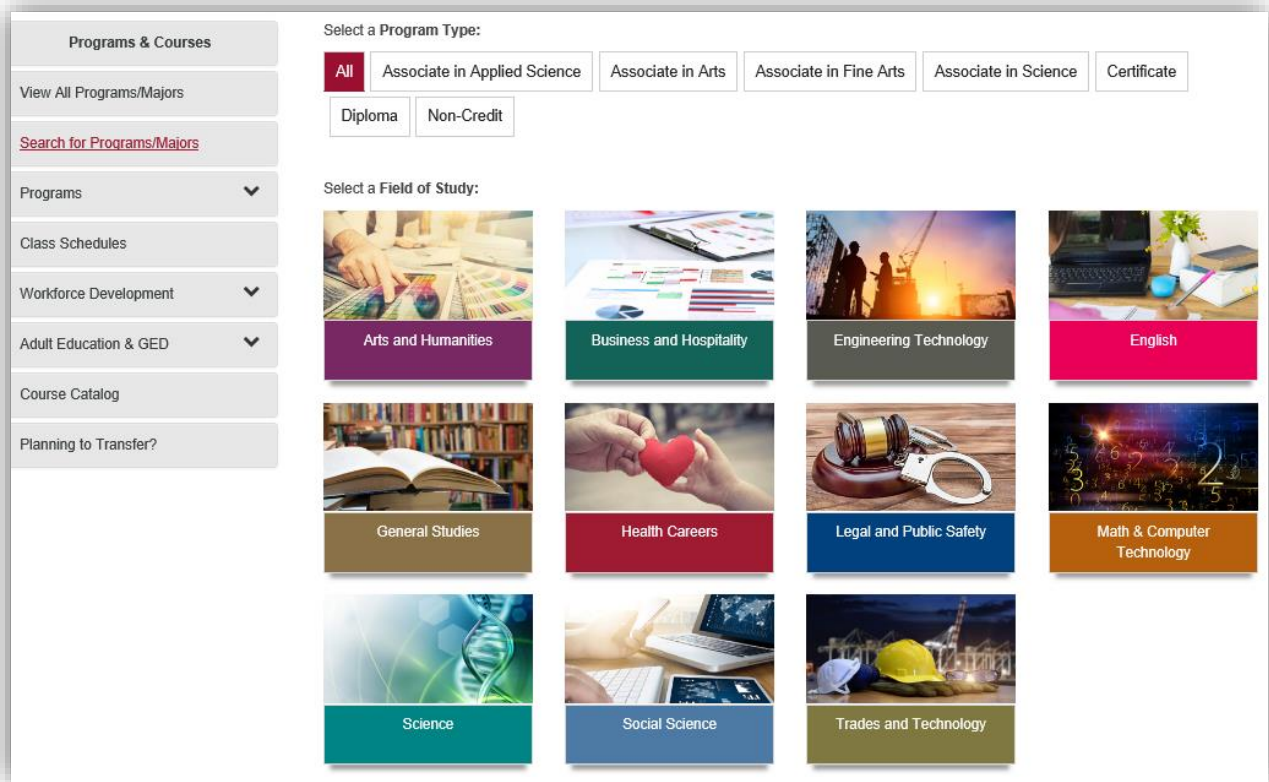 Programs & Courses
View All Programs/Majors
Search for Programs/Majors
Programs
Class Schedules
Workforce Development
Adult Education & GED
Course Catalog
Planning to Transfer?
Select a Program Type:
All Associate in Applied Science Associate in Arts Associate in Fine Arts Associate in Science Certificate
Diploma Non-Credit
Select a Field of Study:
Arts and Humanities Business and Hospitality Engineering Technology English
General Studies Health Careers Legal and Public Safety Math & Computer
Technology
Science Social Science Trades and Technology